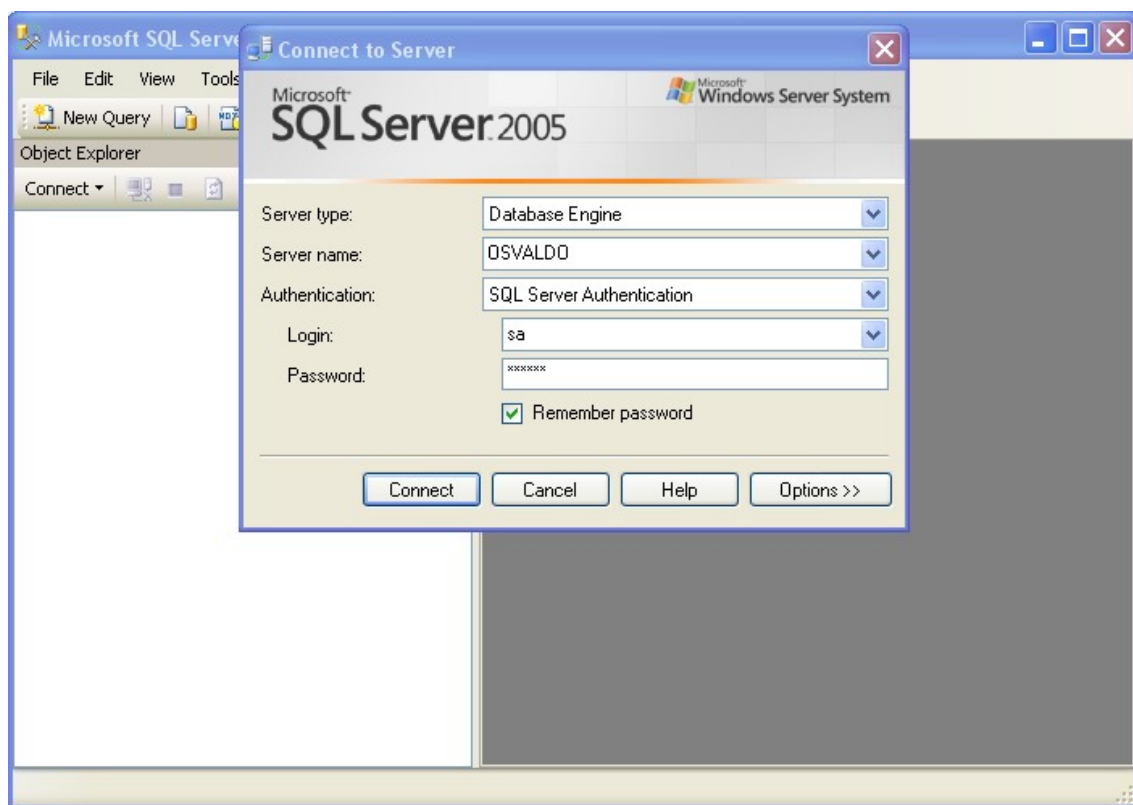 Microsoft SQL Serve
Connect to Server
File Edit View Tools
New Query
Object Explorer
Connect
Microsoft
SQL Server 2005
Microsoft
Windows Server System
Server type: Database Engine
Server name: OSVALDO
Authentication: SQL Server Authentication
Login: sa
Password: ××××××
Remember password
Connect Cancel Help Options >>